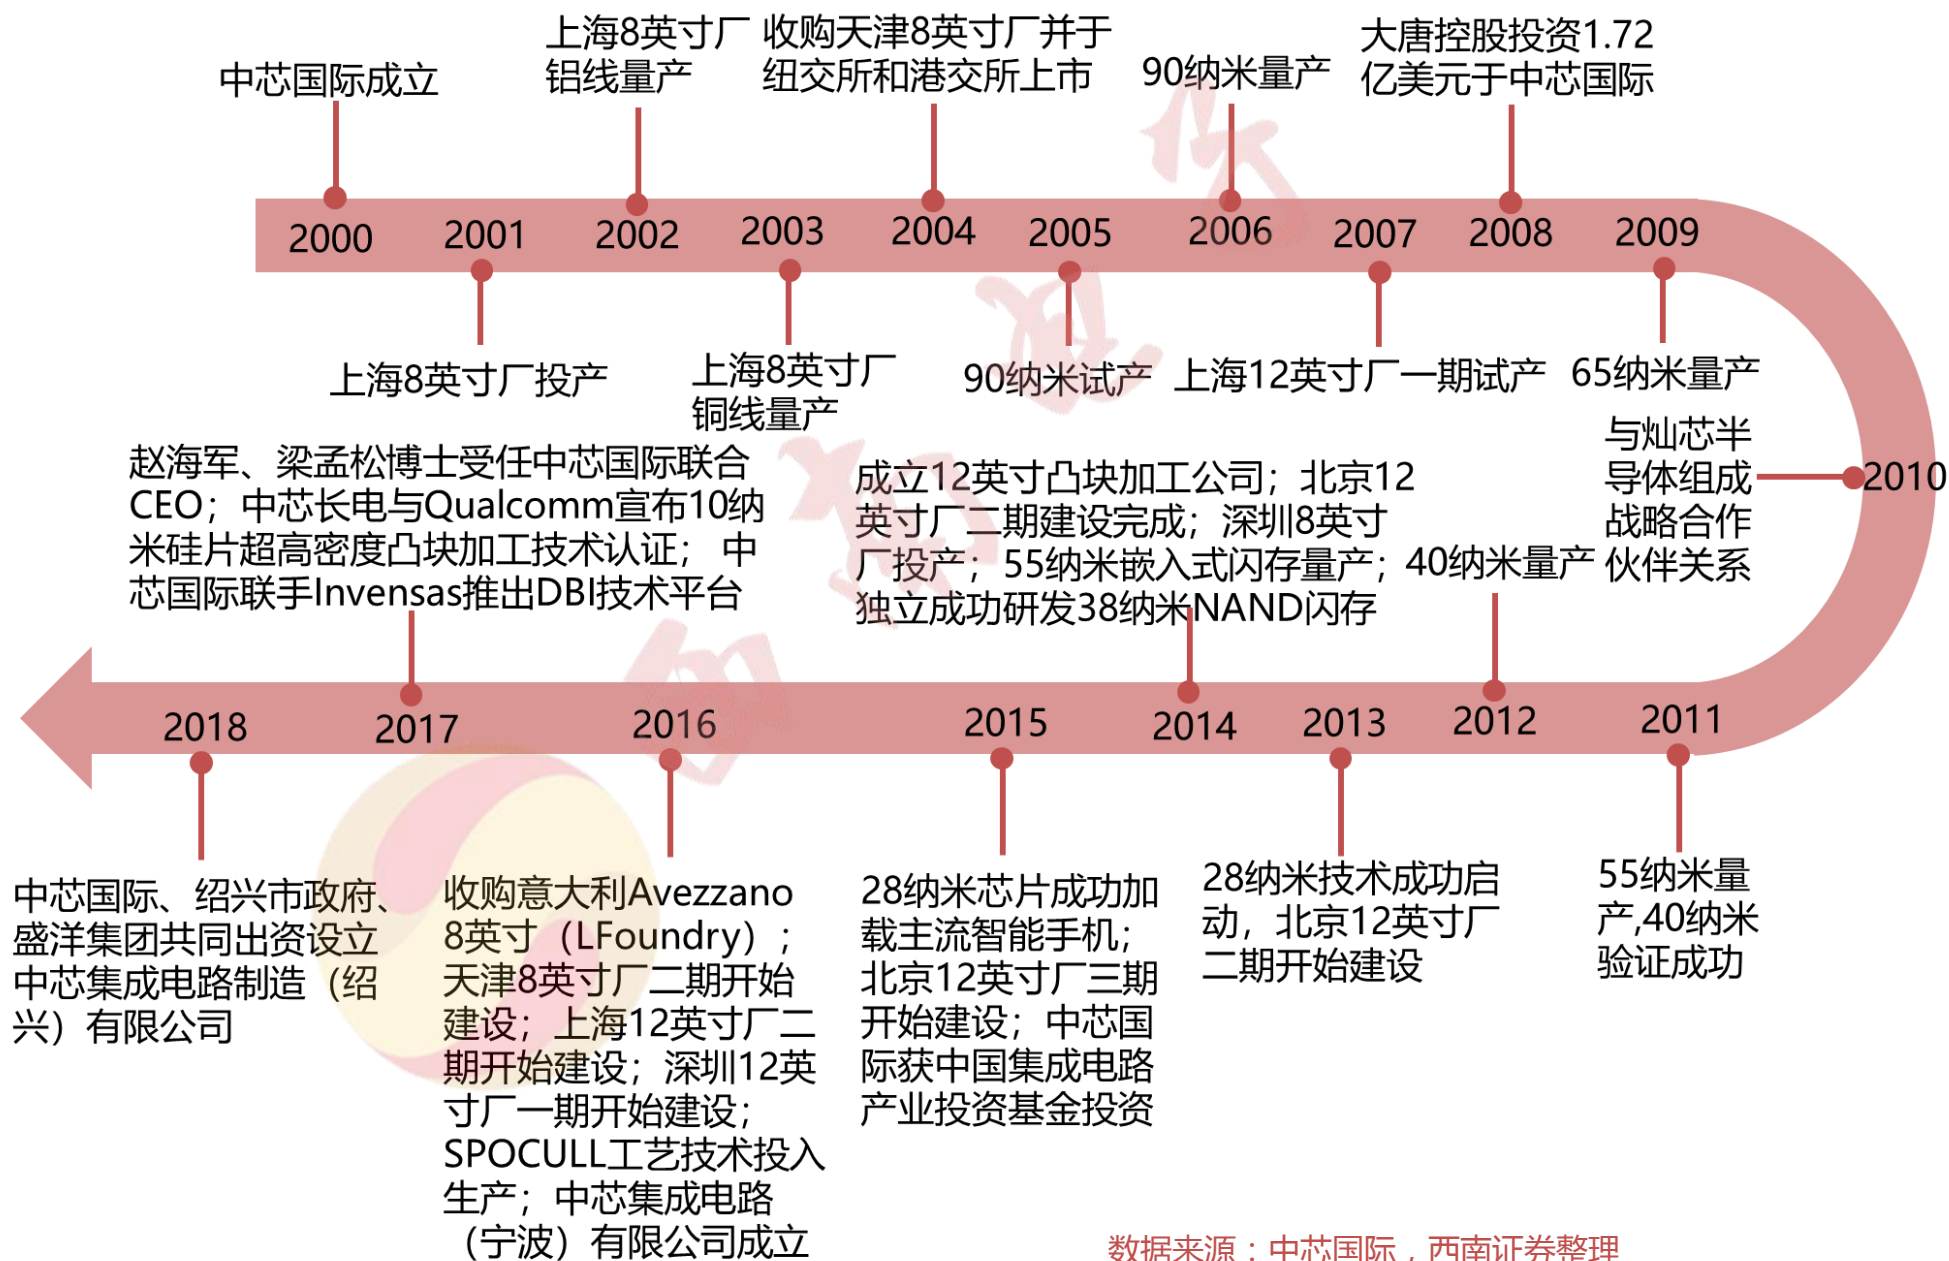 中芯国际成立
上海8英寸厂
铝线量产
收购天津8英寸厂并于
纽交所和港交所上市
90纳米量产
大唐控股投资1.72
亿美元于中芯国际
2000
2001
2002
2003
2004
2005
2006
2007
2008
2009
上海8英寸厂投产
上海8英寸厂
铜线量产
90纳米试产
上海12英寸厂一期试产
65纳米量产
与灿芯半
导体组成
战略合作
伙伴关系
2010
赵海军、梁孟松博士受任中芯国际联合
CEO；中芯长电与Qualcomm宣布10纳
米硅片超高密度凸块加工技术认证； 中
芯国际联手Invensas推出DBI技术平台
成立12英寸凸块加工公司；北京12
英寸厂二期建设完成；深圳8英寸
厂投产；55纳米嵌入式闪存量产；
独立成功研发38纳米NAND闪存
40纳米量产
2018
2017
2016
2015
2014
2013
2012
2011
中芯国际、绍兴市政府、
盛洋集团共同出资设立
中芯集成电路制造（绍
兴）有限公司
收购意大利Avezzano
8英寸（LFoundry）；
天津8英寸厂二期开始
建设；上海12英寸厂二
期开始建设；深圳12英
寸厂一期开始建设；
SPOCULL工艺技术投入
生产；中芯集成电路
（宁波）有限公司成立
28纳米芯片成功加
载主流智能手机；
北京12英寸厂三期
开始建设；中芯国
际获中国集成电路
产业投资基金投资
28纳米技术成功启
动，北京12英寸厂
二期开始建设
55纳米量
产,40纳米
验证成功
数据来源：中芯国际，西南证券整理